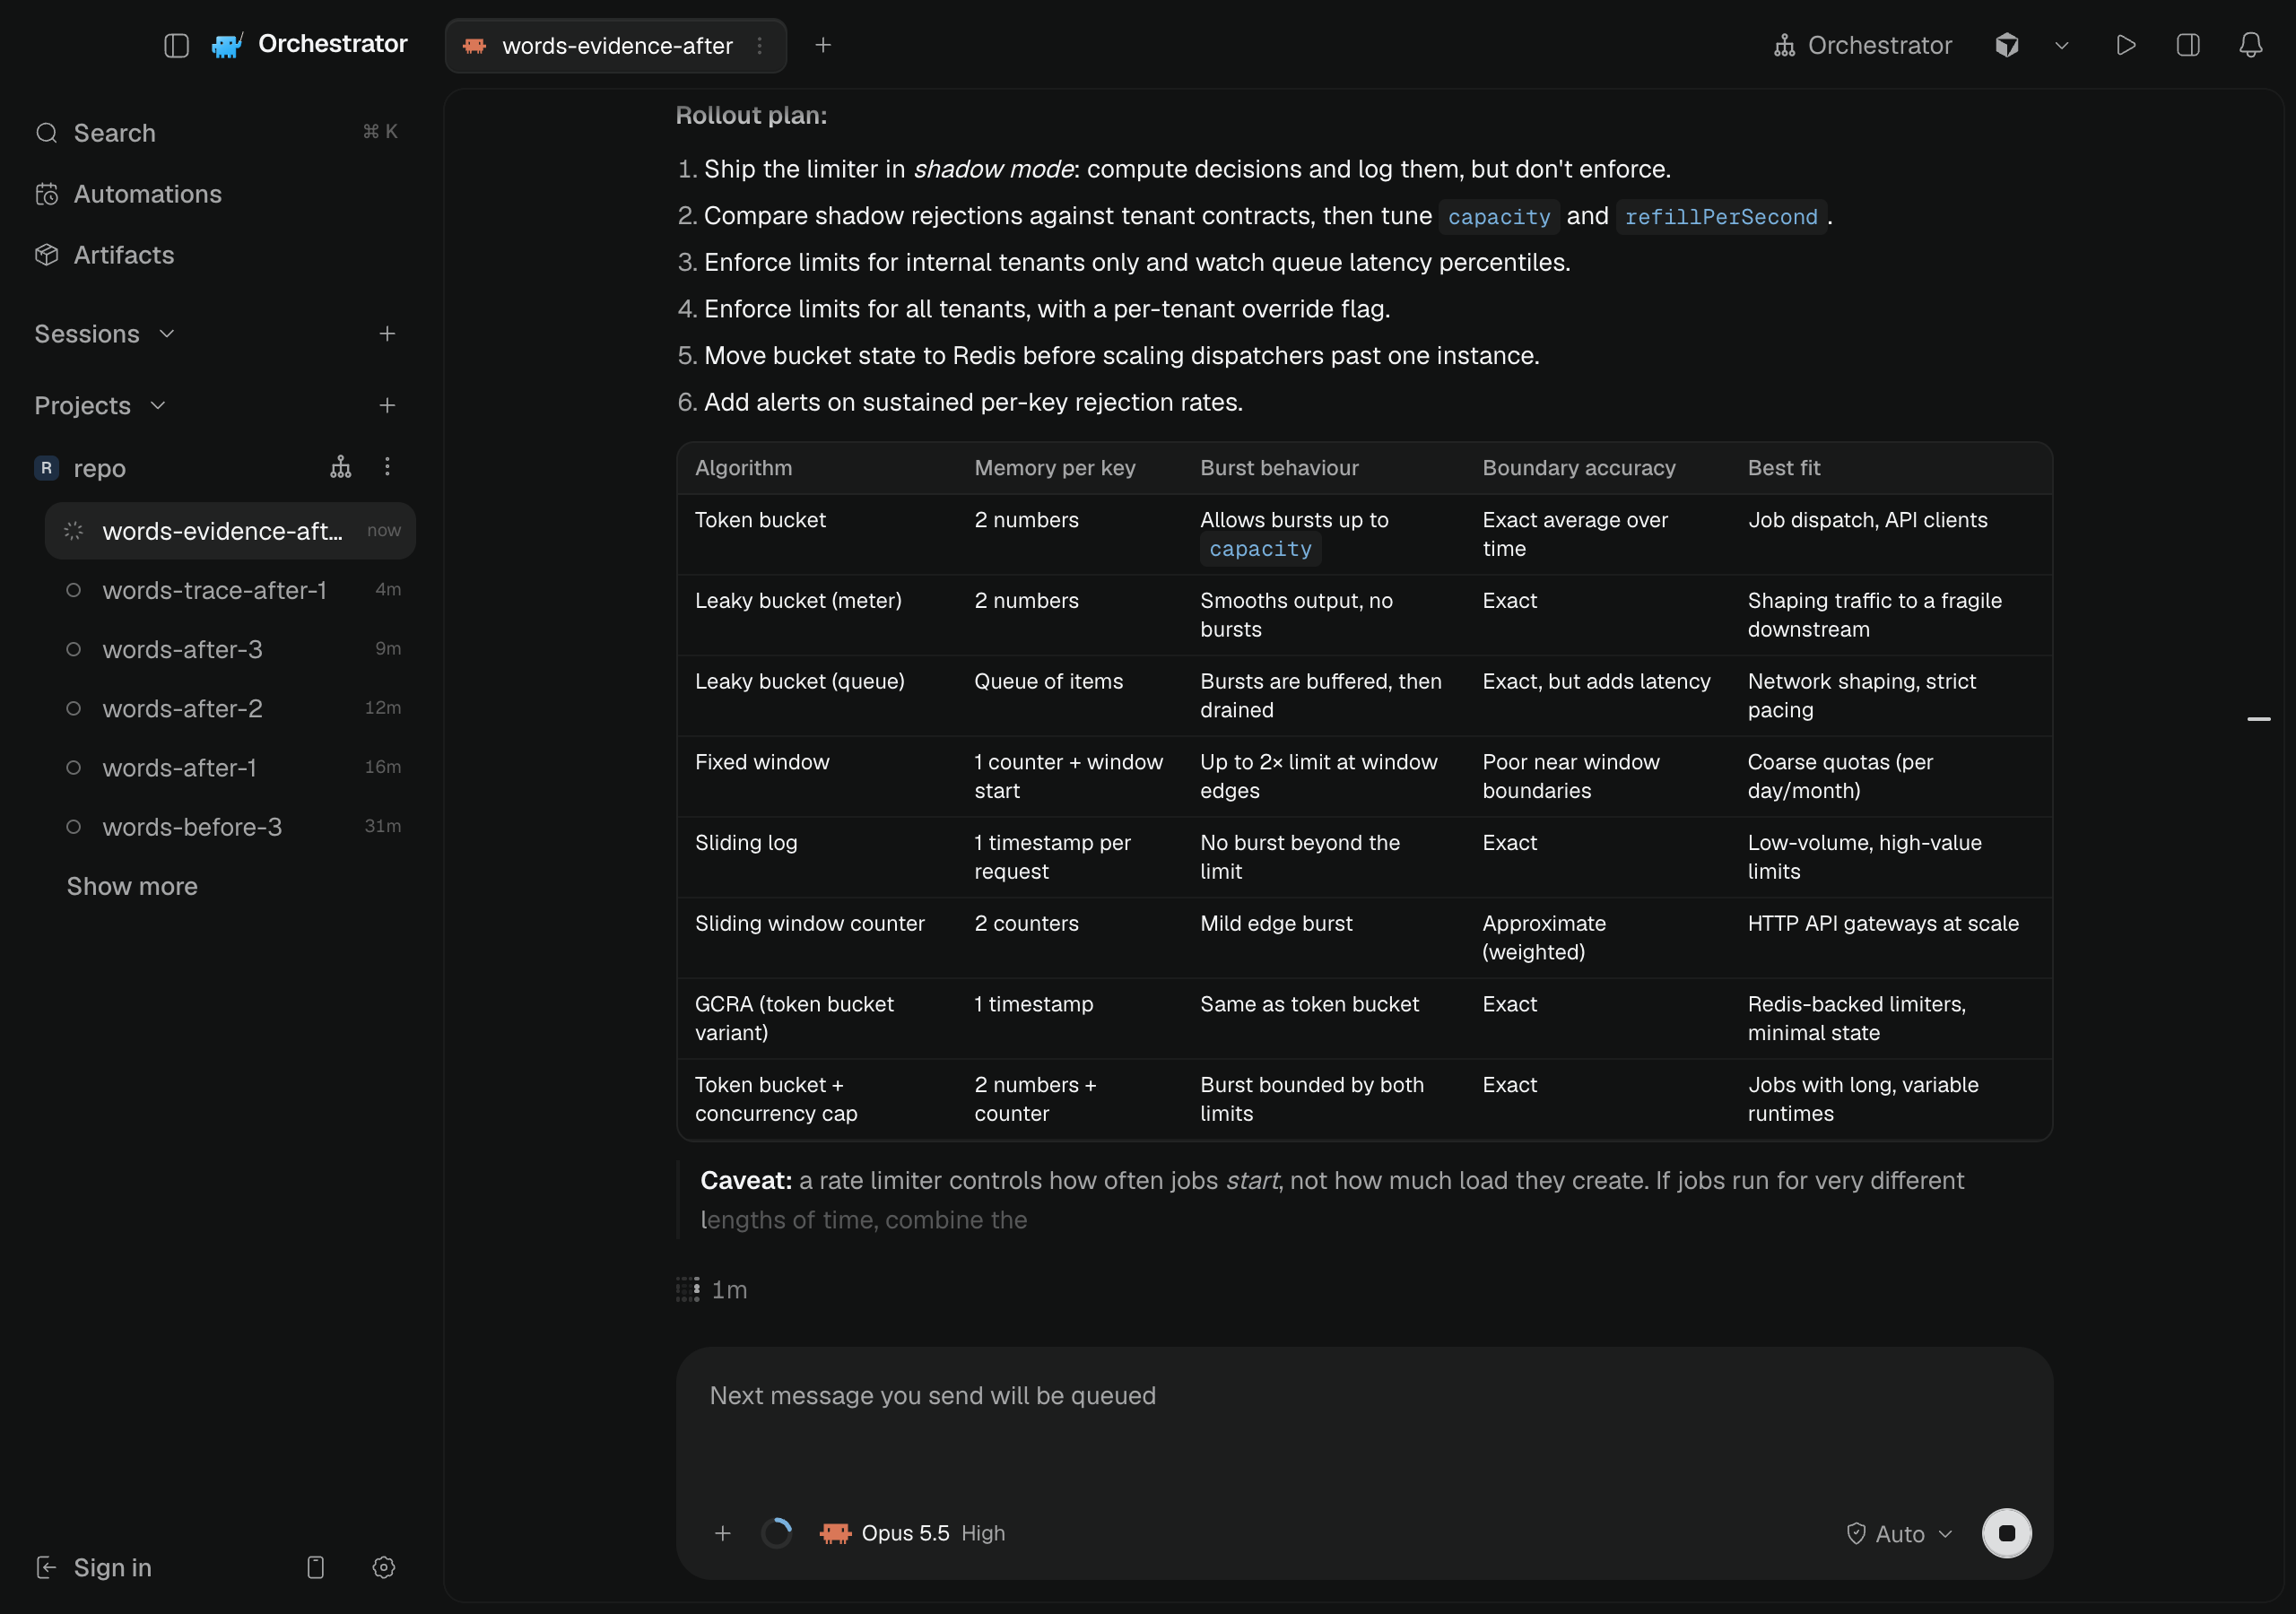 Orchestrator
words-evidence-after
Orchestrator
Search
⌘ K
Automations
Artifacts
Sessions
Projects
R repo
words-evidence-aft... now
words-trace-after-1 4m
words-after-3 9m
words-after-2 12m
words-after-1 16m
words-before-3 31m
Show more
Sign in
Rollout plan:
1. Ship the limiter in shadow mode: compute decisions and log them, but don't enforce.
2. Compare shadow rejections against tenant contracts, then tune capacity and refillPerSecond.
3. Enforce limits for internal tenants only and watch queue latency percentiles.
4. Enforce limits for all tenants, with a per-tenant override flag.
5. Move bucket state to Redis before scaling dispatchers past one instance.
6. Add alerts on sustained per-key rejection rates.
Algorithm Memory per key Burst behaviour Boundary accuracy Best fit
Token bucket 2 numbers Allows bursts up to Exact average over Job dispatch, API clients
capacity time
Leaky bucket (meter) 2 numbers Smooths output, no Exact Shaping traffic to a fragile
bursts downstream
Leaky bucket (queue) Queue of items Bursts are buffered, then Exact, but adds latency Network shaping, strict
drained pacing
Fixed window 1 counter + window Up to 2× limit at window Poor near window Coarse quotas (per
start edges boundaries day/month)
Sliding log 1 timestamp per No burst beyond the Exact Low-volume, high-value
request limit limits
Sliding window counter 2 counters Mild edge burst Approximate HTTP API gateways at scale
(weighted)
GCRA (token bucket 1 timestamp Same as token bucket Exact Redis-backed limiters,
variant) minimal state
Token bucket + 2 numbers + Burst bounded by both Exact Jobs with long, variable
concurrency cap counter limits runtimes
Caveat: a rate limiter controls how often jobs start, not how much load they create. If jobs run for very different
lengths of time, combine the
1m
Next message you send will be queued
Opus 5.5 High
Auto